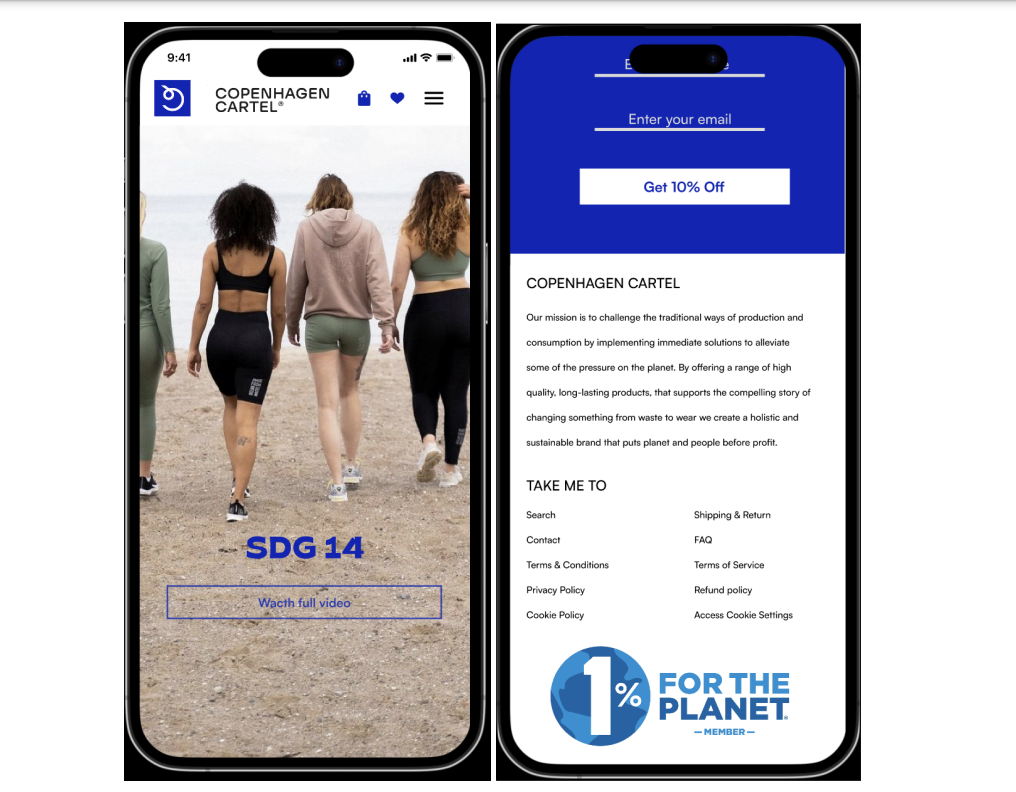 9:41
COPENHAGEN
CARTEL®
SDG 14
Wacth full video
Enter your email
Get 10% Off
COPENHAGEN CARTEL
Our mission is to challenge the traditional ways of production and
consumption by implementing immediate solutions to alleviate
some of the pressure on the planet. By offering a range of high
quality, long-lasting products, that supports the compelling story of
changing something from waste to wear we create a holistic and
sustainable brand that puts planet and people before profit.
TAKE ME TO
Search
Shipping & Return
Contact
FAQ
Terms & Conditions
Terms of Service
Privacy Policy
Refund policy
Cookie Policy
Access Cookie Settings
1%
FOR THE
PLANET®
MEMBER